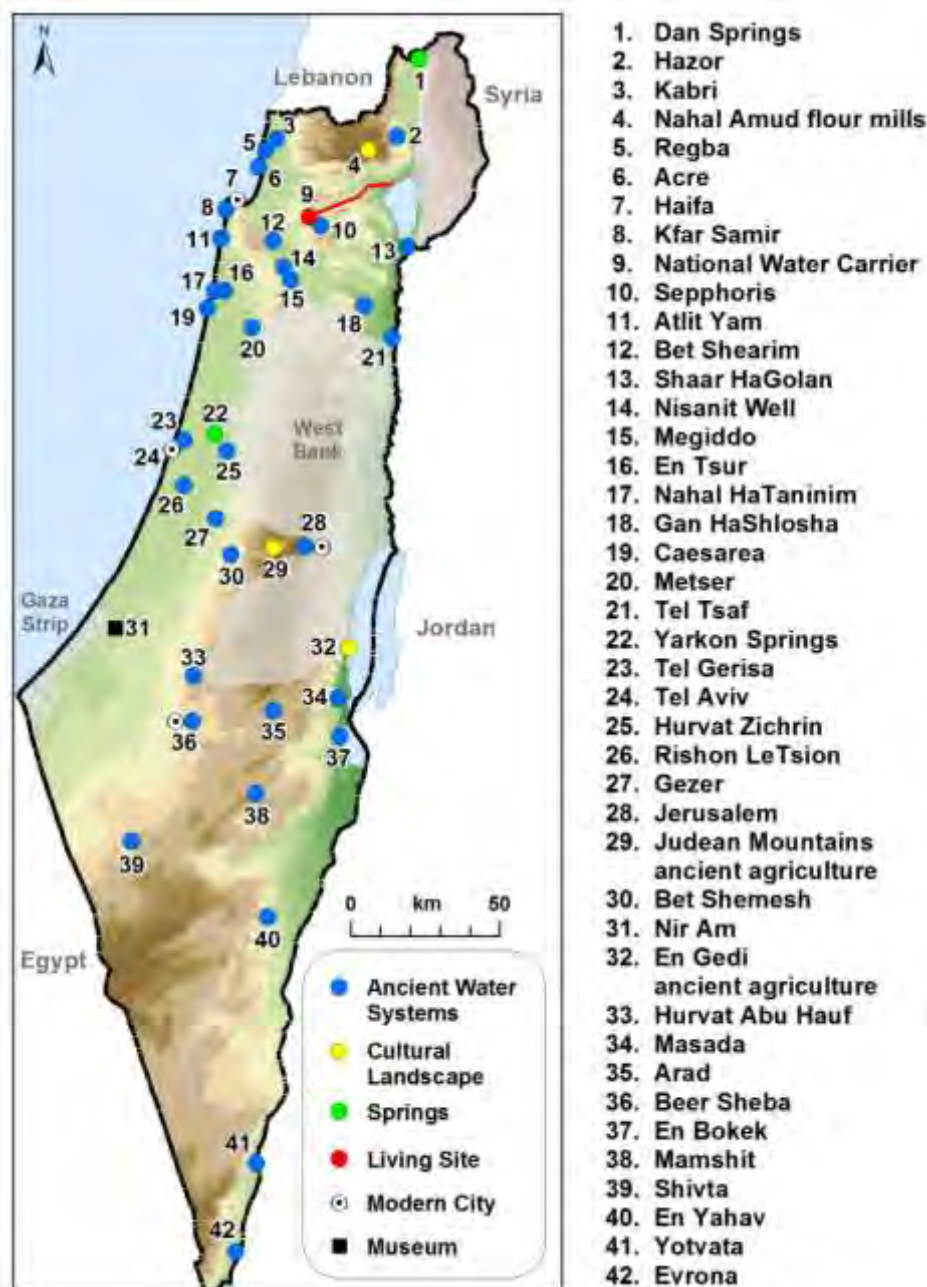 N
Lebanon
Syria
1
2
3
4
5
6
7
8
9
10
11
12
13
14
15
16
17
18
19
20
21
22
23
24
25
26
27
West
Bank
28
29
30
Gaza
Strip
31
Jordan
32
33
34
35
36
37
38
39
40
0 km 50
Egypt
41
42
Ancient Water
Systems
Cultural
Landscape
Springs
Living Site
Modern City
Museum
1. Dan Springs
2. Hazor
3. Kabri
4. Nahal Amud flour mills
5. Regba
6. Acre
7. Haifa
8. Kfar Samir
9. National Water Carrier
10. Sepphoris
11. Atlit Yam
12. Bet Shearim
13. Shaar HaGolan
14. Nisanit Well
15. Megiddo
16. En Tsur
17. Nahal HaTaninim
18. Gan HaShlosha
19. Caesarea
20. Metser
21. Tel Tsaf
22. Yarkon Springs
23. Tel Gerisa
24. Tel Aviv
25. Hurvat Zichrin
26. Rishon LeTsion
27. Gezer
28. Jerusalem
29. Judean Mountains
ancient agriculture
30. Bet Shemesh
31. Nir Am
32. En Gedi
ancient agriculture
33. Hurvat Abu Hauf
34. Masada
35. Arad
36. Beer Sheba
37. En Bokek
38. Mamshit
39. Shivta
40. En Yahav
41. Yotvata
42. Evrona